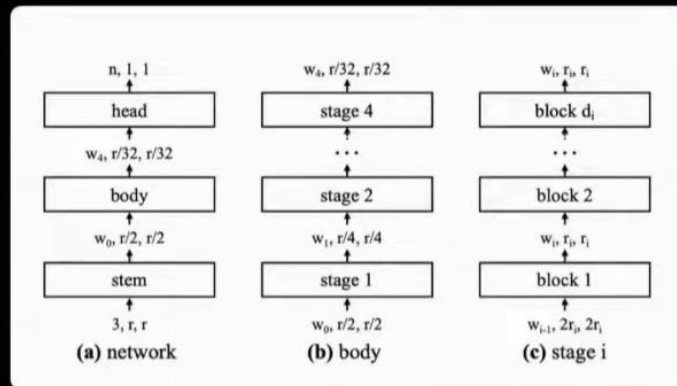 n, 1, 1
head
w₄, r/32, r/32
body
w₀, r/2, r/2
stem
3, r, r
(a) network
w₄, r/32, r/32
stage 4
...
stage 2
w₁, r/4, r/4
stage 1
w₀, r/2, r/2
(b) body
wᵢ, rᵢ, rᵢ
block dᵢ
...
block 2
wᵢ, rᵢ, rᵢ
block 1
wᵢ₋₁, 2rᵢ, 2rᵢ
(c) stage i